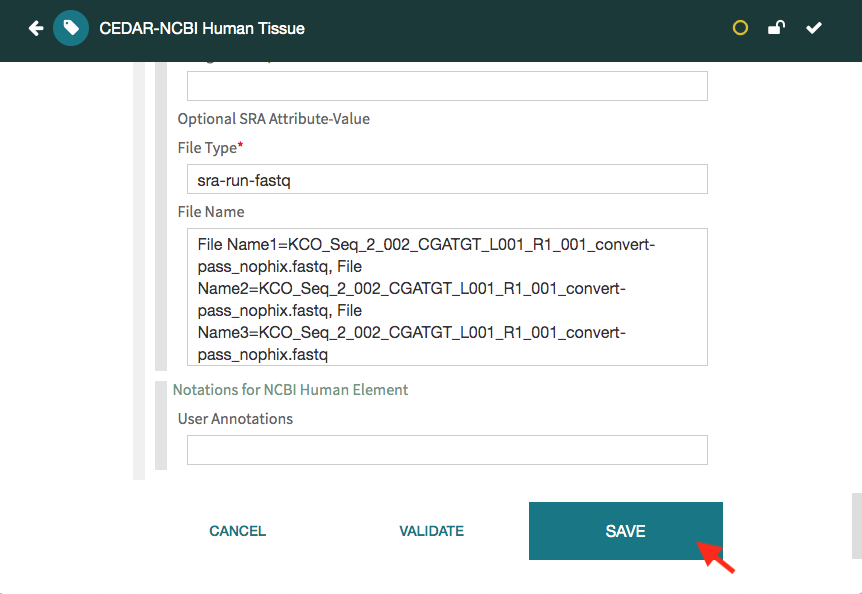 CEDAR-NCBI Human Tissue
Optional SRA Attribute-Value
File Type*
sra-run-fastq
File Name
File Name1=KCO_Seq_2_002_CGATGT_L001_R1_001_convert-
pass_nophix.fastq, File
Name2=KCO_Seq_2_002_CGATGT_L001_R1_001_convert-
pass_nophix.fastq, File
Name3=KCO_Seq_2_002_CGATGT_L001_R1_001_convert-
pass_nophix.fastq
Notations for NCBI Human Element
User Annotations
CANCEL
VALIDATE
SAVE